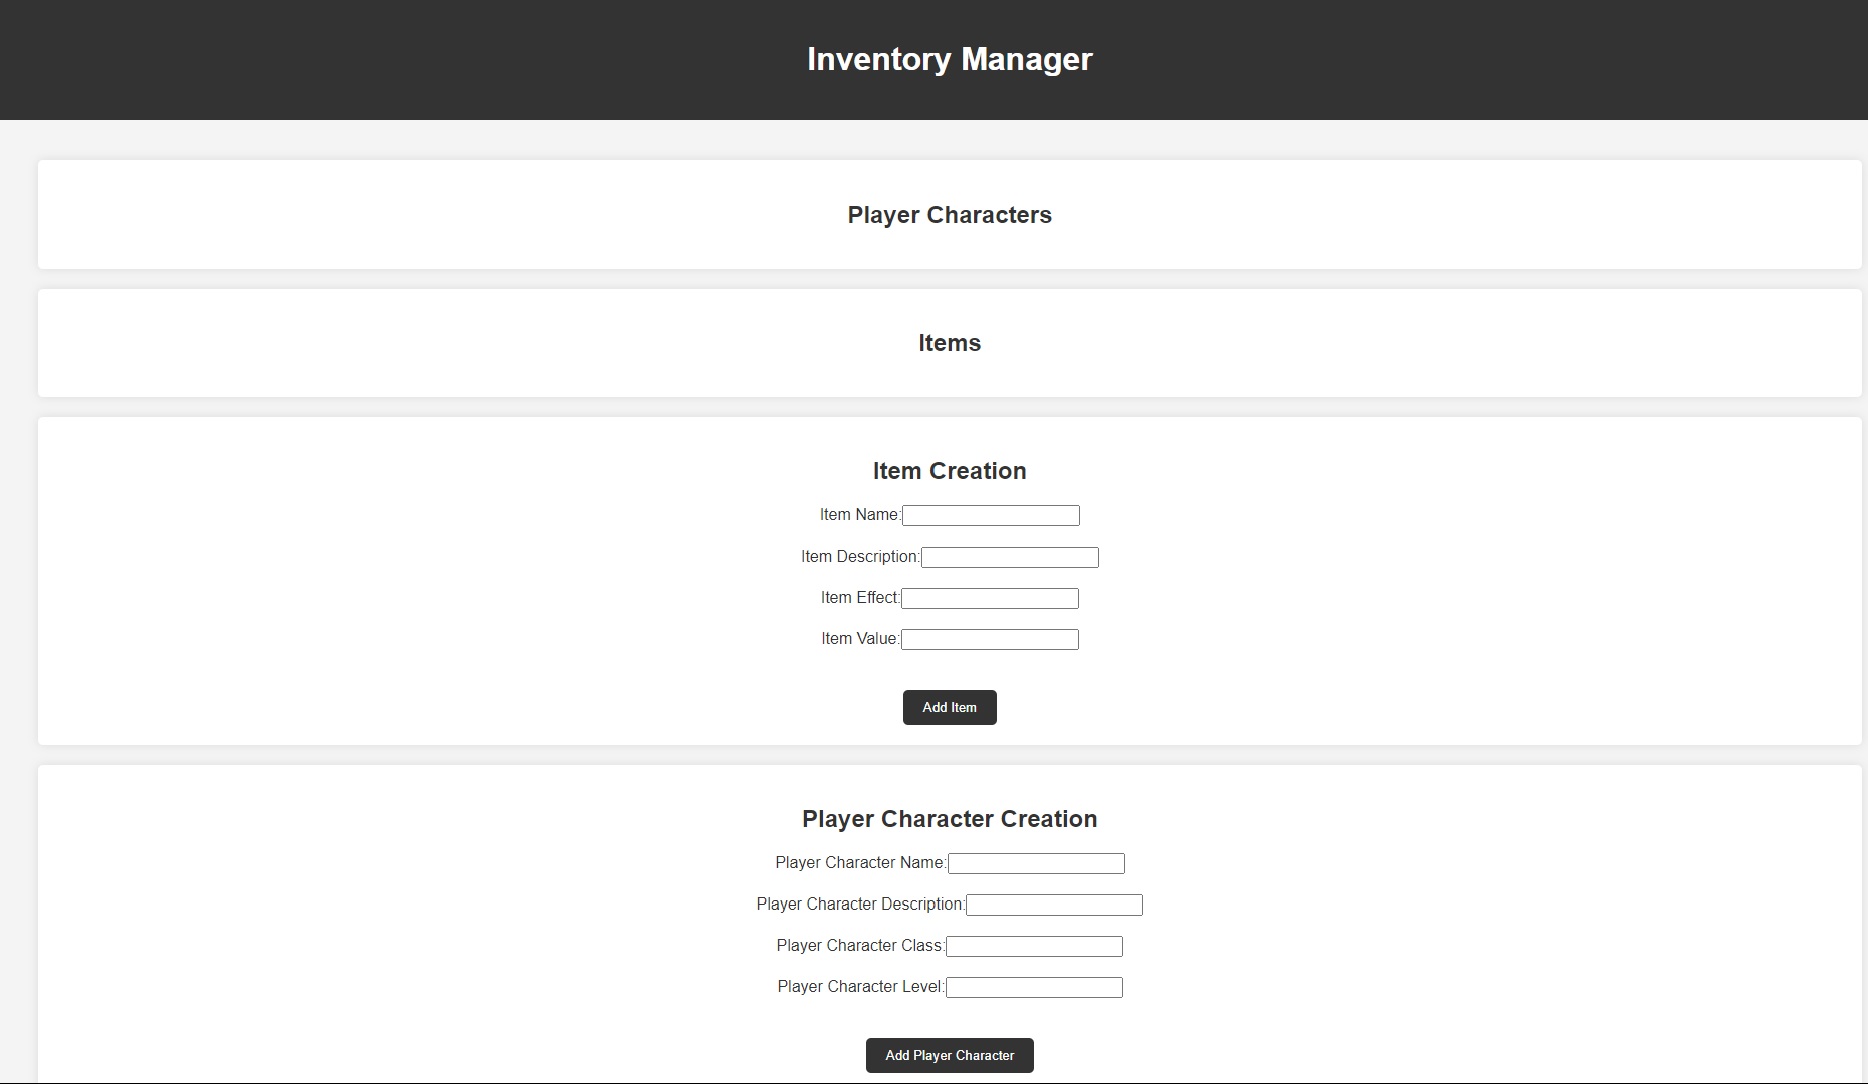 Inventory Manager
Player Characters
Items
Item Creation
Item Name:
Item Description:
Item Effect:
Item Value:
Add Item
Player Character Creation
Player Character Name:
Player Character Description:
Player Character Class:
Player Character Level:
Add Player Character